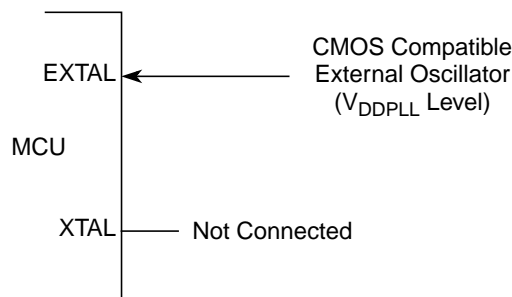 CMOS Compatible
External Oscillator
(VDDPLL Level)
EXTAL
MCU
XTAL
Not Connected